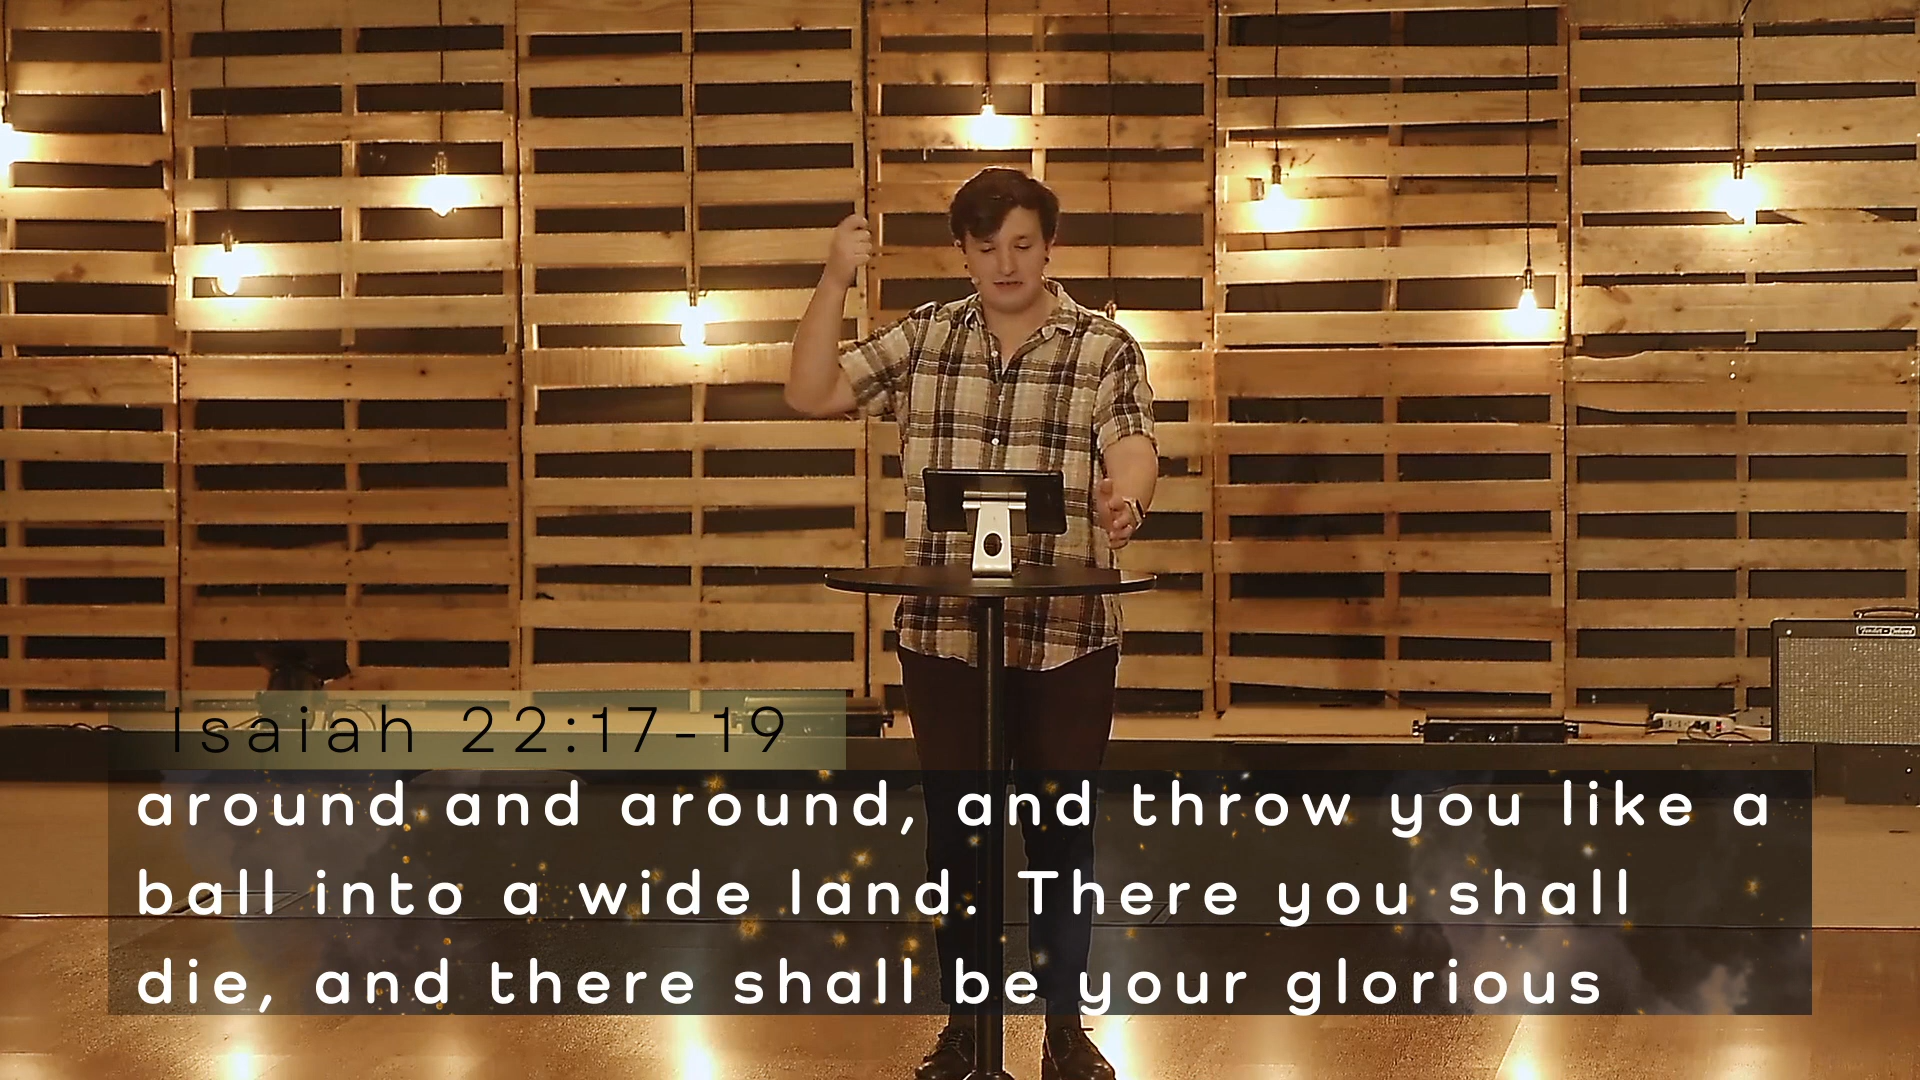 Isaiah 22:17-19
around and around, and throw you like a
ball into a wide land. There you shall
die, and there shall be your glorious